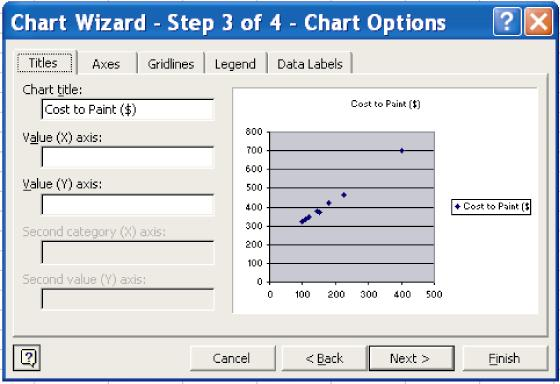 Chart Wizard - Step 3 of 4 - Chart Options
Titles Axes Gridlines Legend Data Labels
Chart title:
Cost to Paint ($)
Value (X) axis:
Value (Y) axis:
Second category (X) axis:
Second value (Y) axis:
Cost to Paint ($)
800
700
600
500
400
300
200
100
0
0 100 200 300 400 500
Cost to Paint ($
Cancel < Back Next > Finish